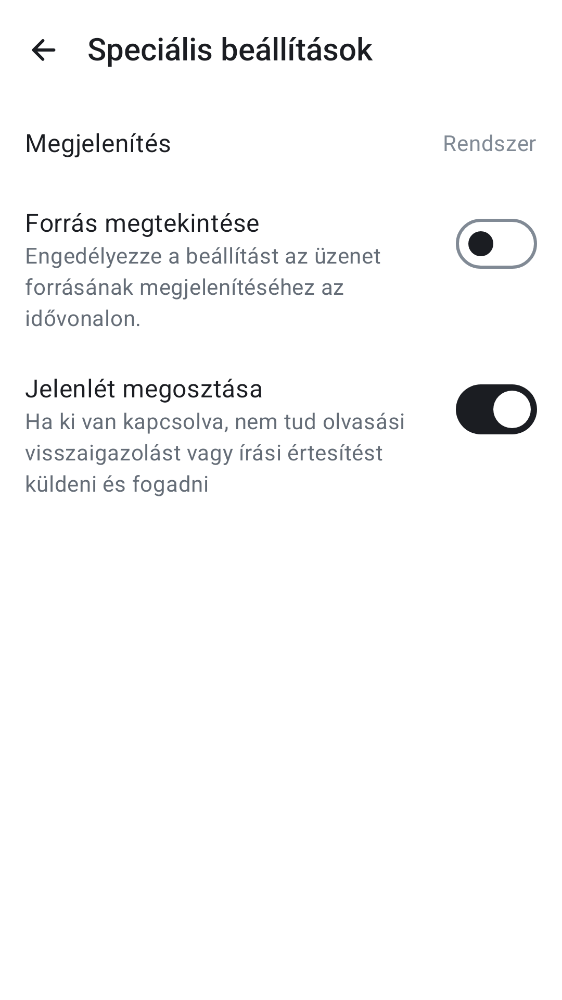 Speciális beállítások
Megjelenítés
Rendszer
Forrás megtekintése
Engedélyezze a beállítást az üzenet
forrásának megjelenítéséhez az
idővonalon.
Jelenlét megosztása
Ha ki van kapcsolva, nem tud olvasási
visszaigazolást vagy írási értesítést
küldeni és fogadni